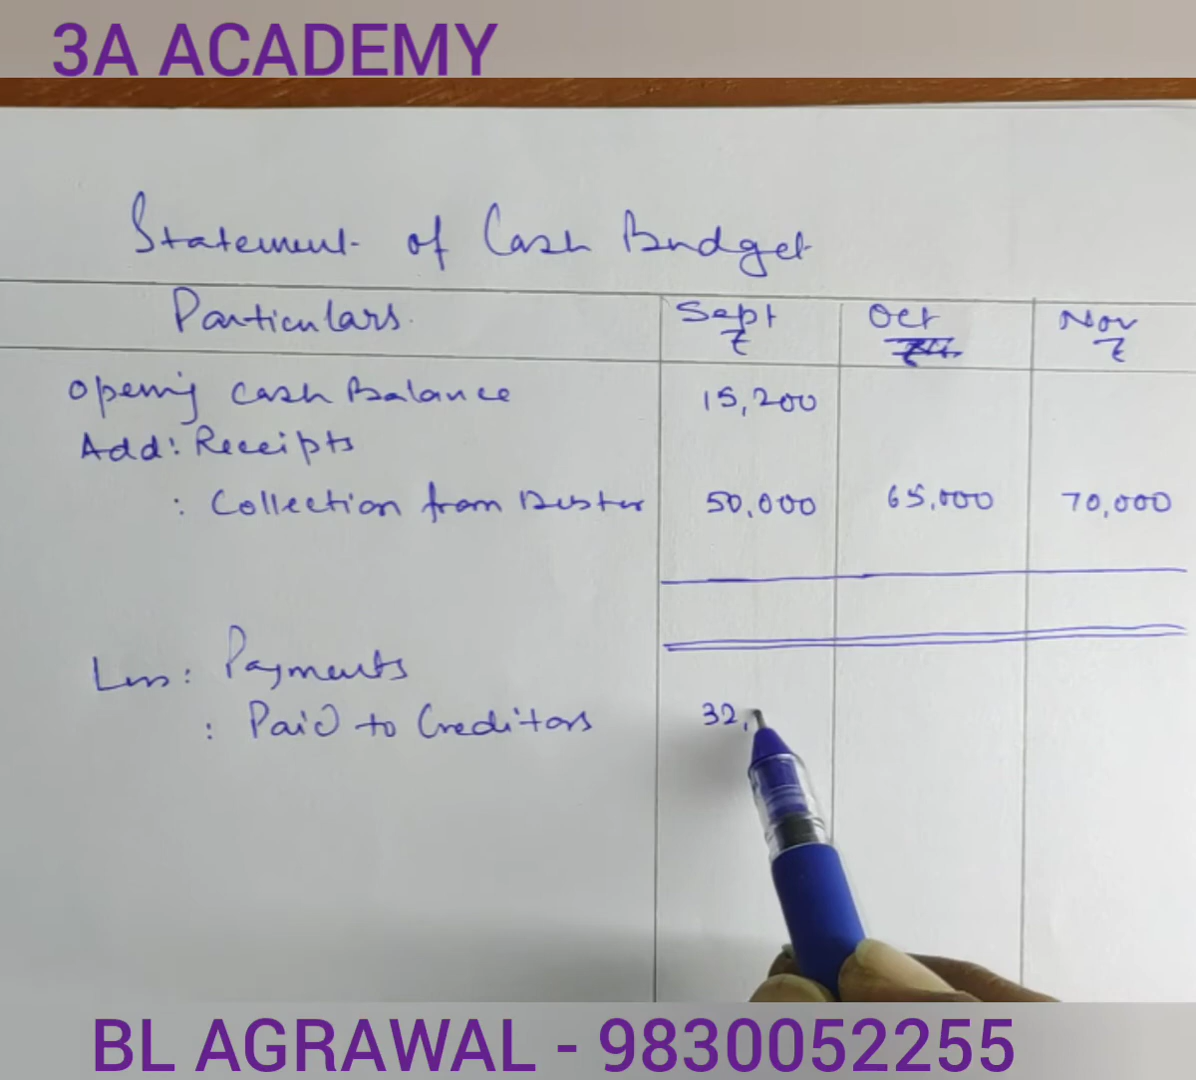 3A ACADEMY
Statement of Cash Budget
Particulars. Sept Oct Nov
₹ ₹
Opening Cash Balance 15,200
Add: Receipts
: Collection from 50,000 65,000 70,000
Less: Payments
: Paid to Creditors 32,
BL AGRAWAL - 9830052255